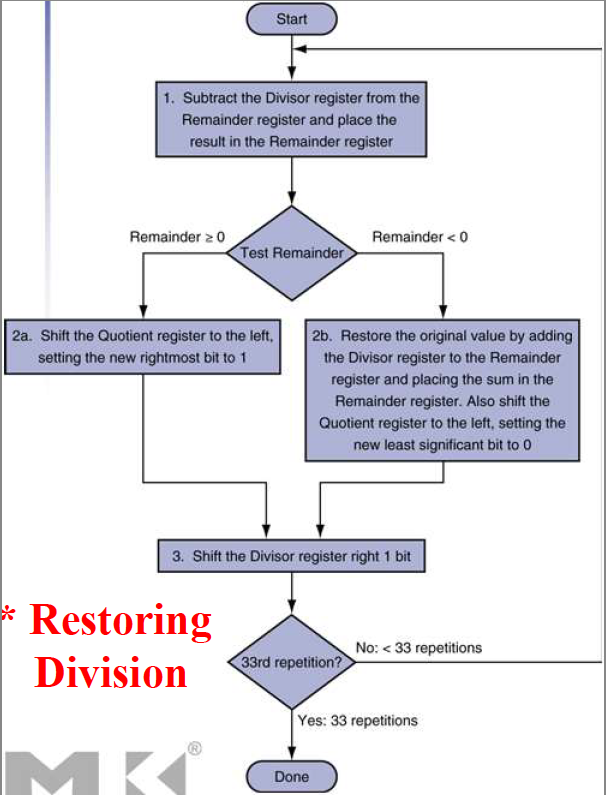 Start
1. Subtract the Divisor register from the
Remainder register and place the
result in the Remainder register
Remainder ≥ 0
Remainder < 0
Test Remainder
2a. Shift the Quotient register to the left,
setting the new rightmost bit to 1
2b. Restore the original value by adding
the Divisor register to the Remainder
register and placing the sum in the
Remainder register. Also shift the
Quotient register to the left, setting the
new least significant bit to 0
3. Shift the Divisor register right 1 bit
* Restoring
Division
33rd repetition?
No: < 33 repetitions
Yes: 33 repetitions
MK®
Done